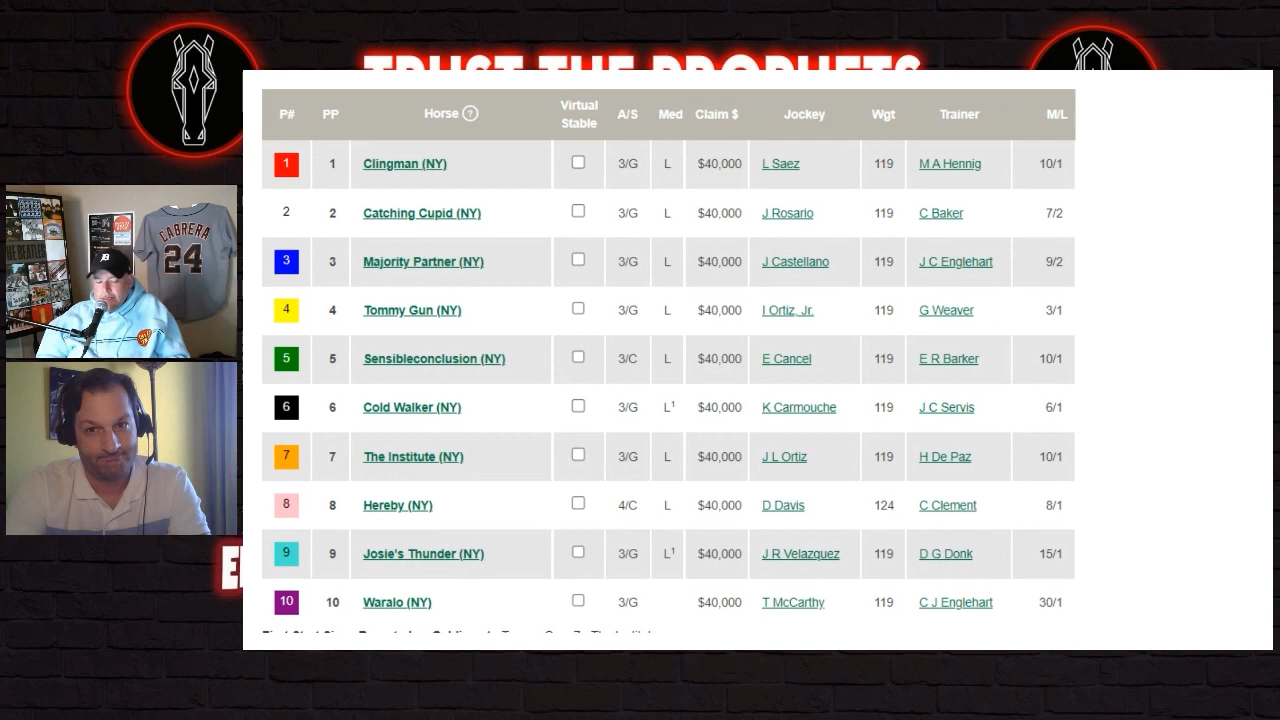 TRUST THE PROPHETS
P# PP Horse ? Virtual Stable A/S Med Claim $ Jockey Wgt Trainer M/L
1 1 Clingman (NY) 3/G L $40,000 L Saez 119 M A Hennig 10/1
2 2 Catching Cupid (NY) 3/G L $40,000 J Rosario 119 C Baker 7/2
3 3 Majority Partner (NY) 3/G L $40,000 J Castellano 119 J C Englehart 9/2
4 4 Tommy Gun (NY) 3/G L $40,000 I Ortiz, Jr. 119 G Weaver 3/1
5 5 Sensibleconclusion (NY) 3/C L $40,000 E Cancel 119 E R Barker 10/1
6 6 Cold Walker (NY) 3/G L¹ $40,000 K Carmouche 119 J C Servis 6/1
7 7 The Institute (NY) 3/G L $40,000 J L Ortiz 119 H De Paz 10/1
8 8 Hereby (NY) 4/C L $40,000 D Davis 124 C Clement 8/1
9 9 Josie's Thunder (NY) 3/G L¹ $40,000 J R Velazquez 119 D G Donk 15/1
10 10 Waralo (NY) 3/G $40,000 T McCarthy 119 C J Englehart 30/1
CABRERA
24
THE BEATLES